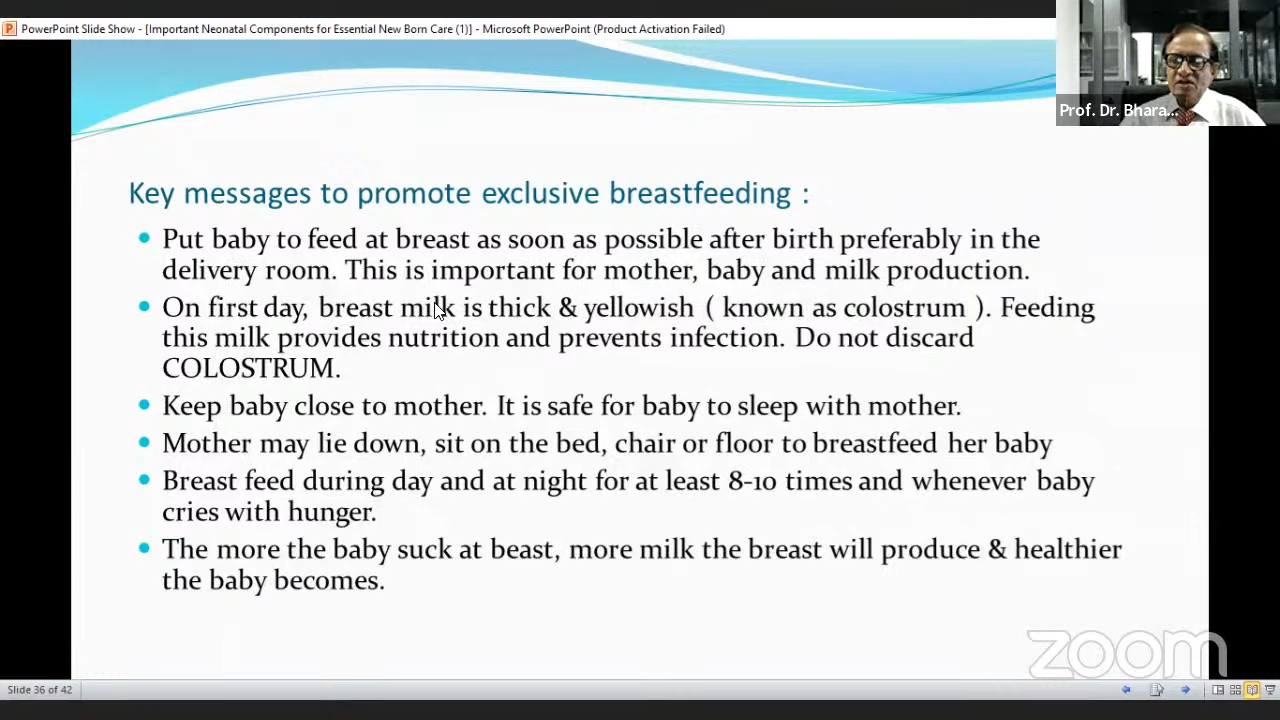 PowerPoint Slide Show - [Important Neonatal Components for Essential New Born Care (1)] - Microsoft PowerPoint (Product Activation Failed)
Prof. Dr. Bhara...
Key messages to promote exclusive breastfeeding :
Put baby to feed at breast as soon as possible after birth preferably in the
delivery room. This is important for mother, baby and milk production.
On first day, breast milk is thick & yellowish ( known as colostrum ). Feeding
this milk provides nutrition and prevents infection. Do not discard
COLOSTRUM.
Keep baby close to mother. It is safe for baby to sleep with mother.
Mother may lie down, sit on the bed, chair or floor to breastfeed her baby
Breast feed during day and at night for at least 8-10 times and whenever baby
cries with hunger.
The more the baby suck at beast, more milk the breast will produce & healthier
the baby becomes.
zoom
Slide 36 of 42